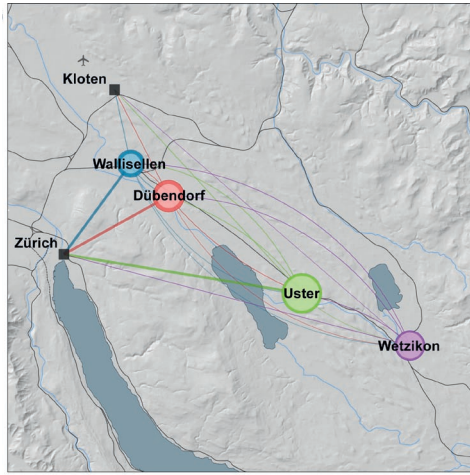 Kloten
Wallisellen
Dübendorf
Zürich
Uster
Wetzikon